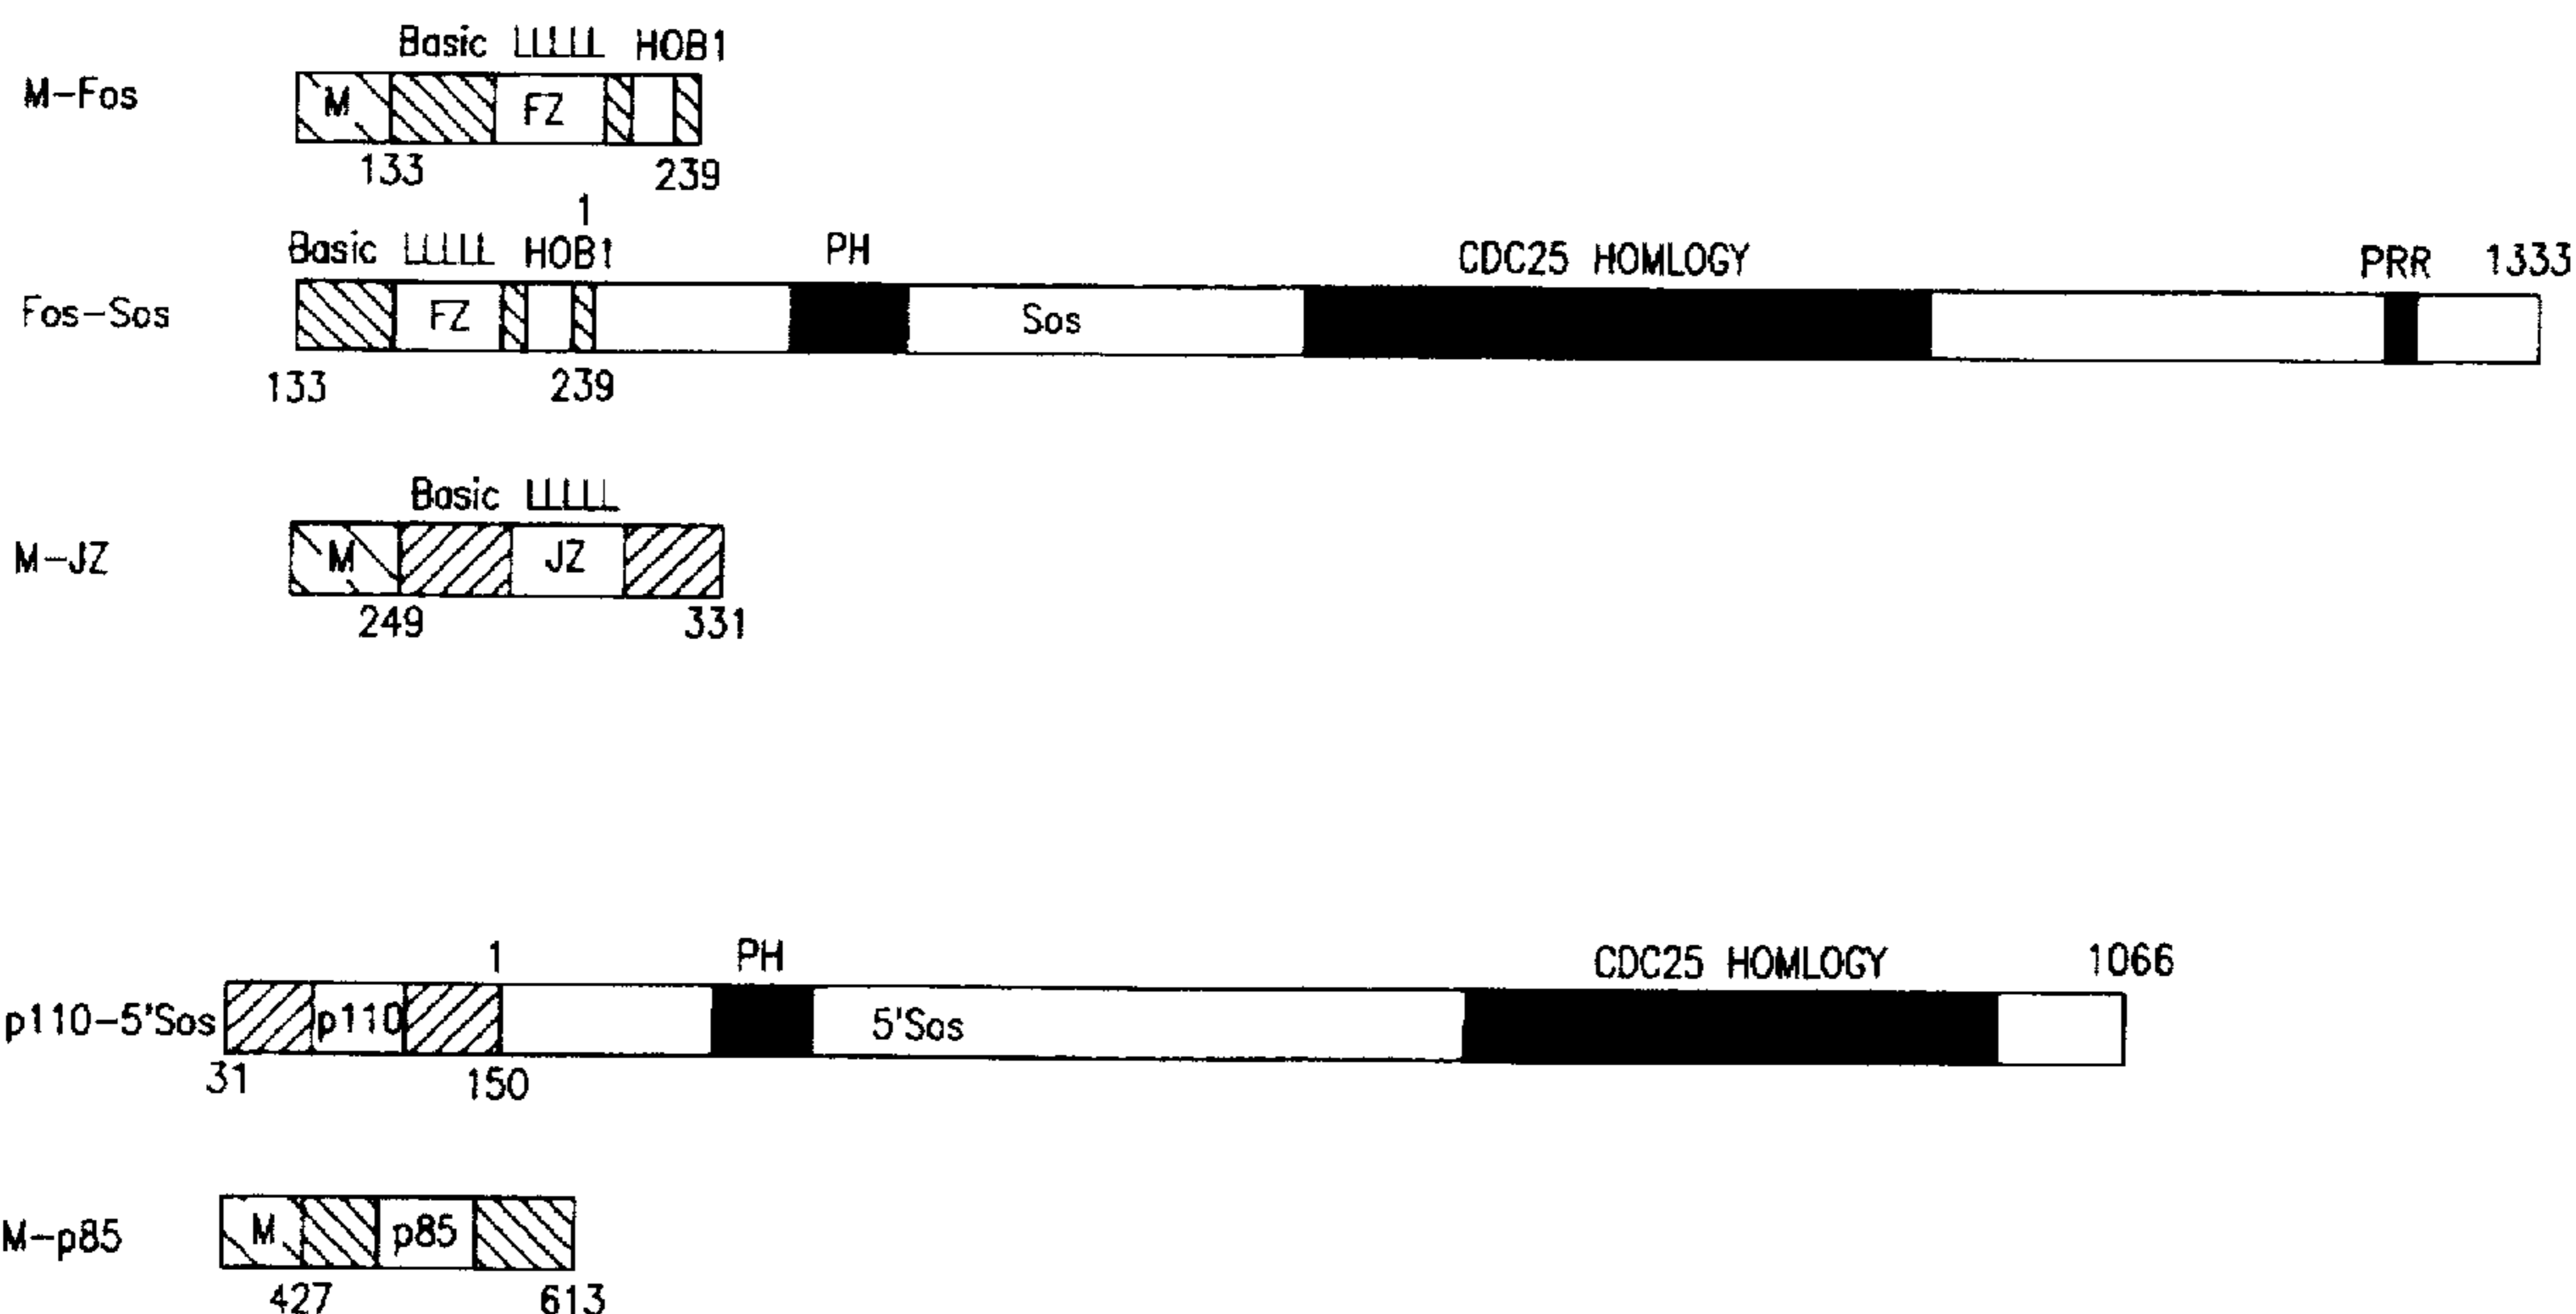 Basic LLLLL HOB1
M-Fos
M
FZ
133
239
1
Basic LLLLL HOB1
PH
CDC25 HOMLOGY
PRR
1333
Fos-Sos
FZ
Sos
133
239
Basic LLLLL
M-JZ
M
JZ
249
331
1
PH
CDC25 HOMLOGY
1066
p110-5'Sos
p110
5'Sos
31
150
M-p85
M
p85
427
613